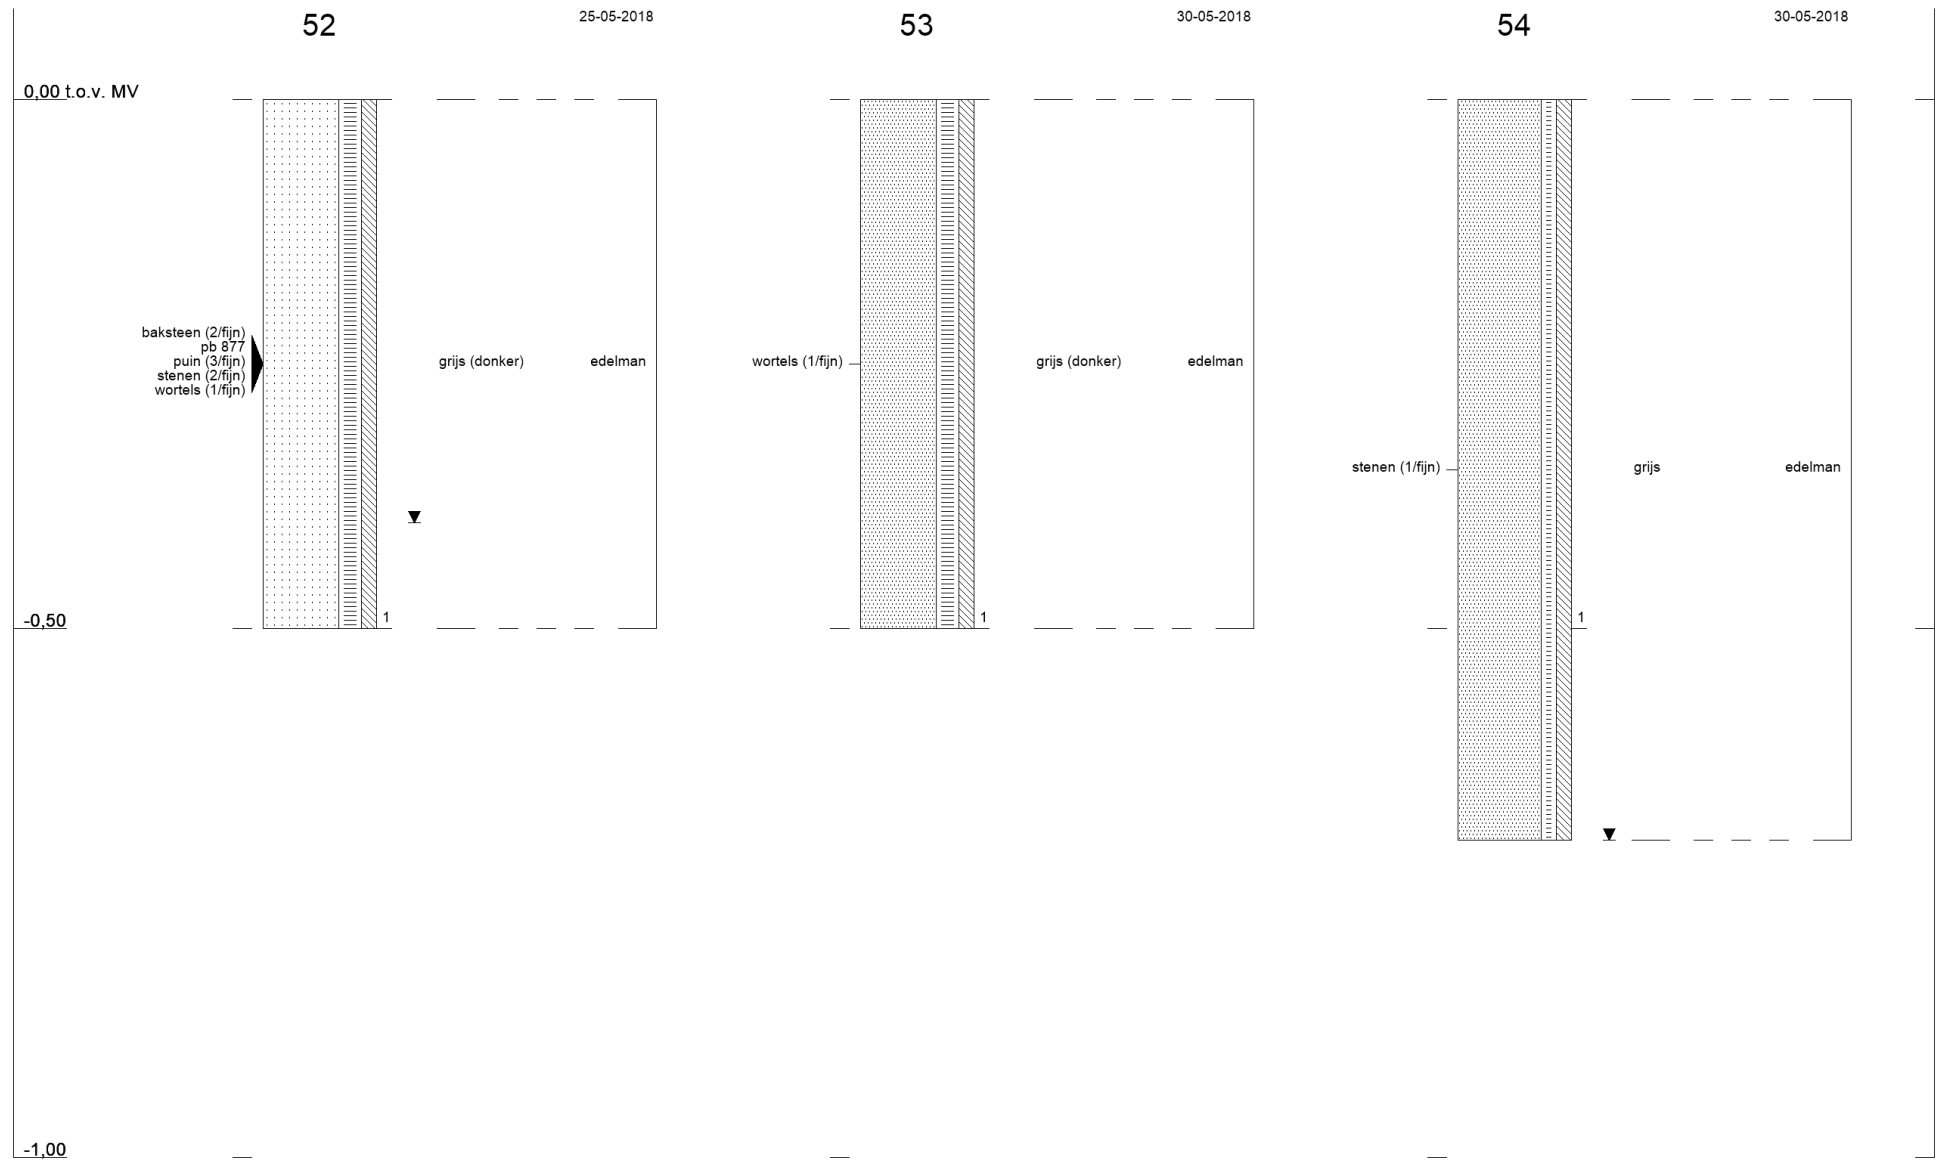 52
25-05-2018
53
30-05-2018
54
30-05-2018
0,00 t.o.v. MV
baksteen (2/fijn)
pb 877
puin (3/fijn)
stenen (2/fijn)
wortels (1/fijn)
grijs (donker)
edelman
wortels (1/fijn)
grijs (donker)
edelman
stenen (1/fijn)
grijs
edelman
-0,50
1
1
1
-1,00